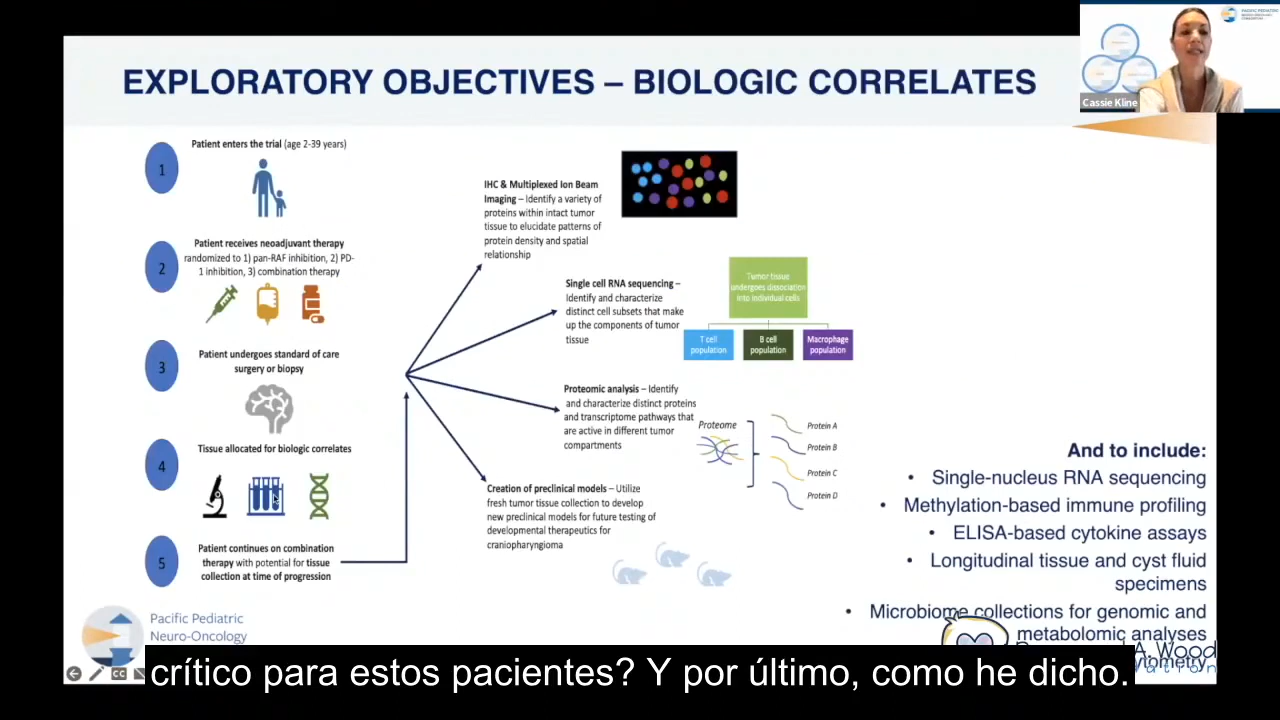 EXPLORATORY OBJECTIVES – BIOLOGIC CORRELATES
PACIFIC PEDIATRIC
Cassie Kline
1
Patient enters the trial (age 2-39 years)
2
Patient receives neoadjuvant therapy
randomized to 1) pan-RAF inhibition, 2) PD-
1 inhibition, 3) combination therapy
3
Patient undergoes standard of care
surgery or biopsy
4
Tissue allocated for biologic correlates
5
Patient continues on combination
therapy with potential for tissue
collection at time of progression
IHC & Multiplexed Ion Beam
Imaging – Identify a variety of
proteins within intact tumor
tissue to elucidate patterns of
protein density and spatial
relationship
Single cell RNA sequencing –
Identify and characterize
distinct cell subsets that make
up the components of tumor
tissue
Tumor tissue
undergoes dissociation
into individual cells
T cell
population
B cell
population
Macrophage
population
Proteomic analysis – Identify
and characterize distinct proteins
and transcriptome pathways that
are active in different tumor
compartments
Proteome
Protein A
Protein B
Protein C
Protein D
Creation of preclinical models – Utilize
fresh tumor tissue collection to develop
new preclinical models for future testing of
developmental therapeutics for
craniopharyngioma
And to include:
• Single-nucleus RNA sequencing
• Methylation-based immune profiling
• ELISA-based cytokine assays
• Longitudinal tissue and cyst fluid
specimens
• Microbiome collections for genomic and
metabolomic analyses
A. Wood
Pacific Pediatric
Neuro-Oncology
CC
crítico para estos pacientes? Y por último, como he dicho.